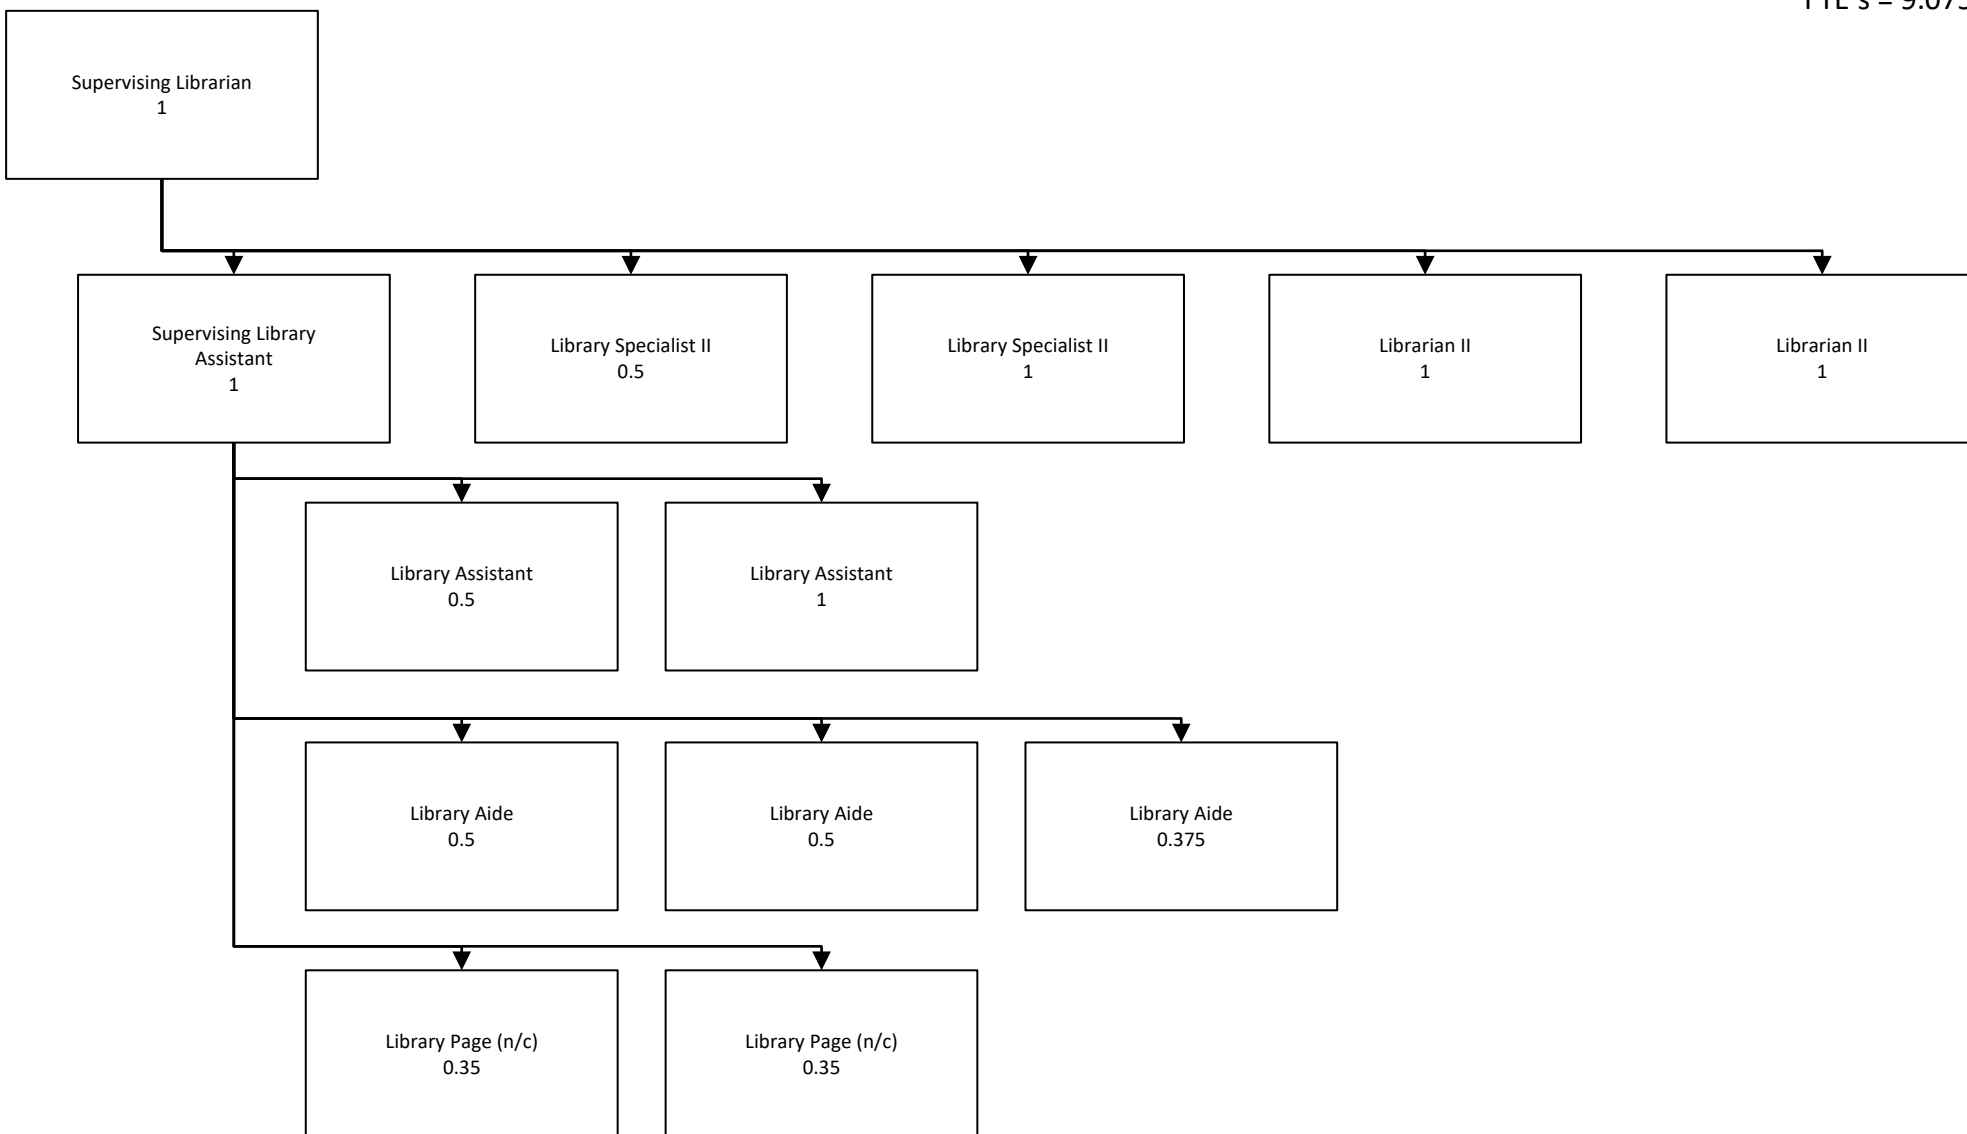 FTE's = 9.075
Supervising Librarian
1
Supervising Library
Assistant
1
Library Specialist II
0.5
Library Specialist II
1
Librarian II
1
Librarian II
1
Library Assistant
0.5
Library Assistant
1
Library Aide
0.5
Library Aide
0.5
Library Aide
0.375
Library Page (n/c)
0.35
Library Page (n/c)
0.35